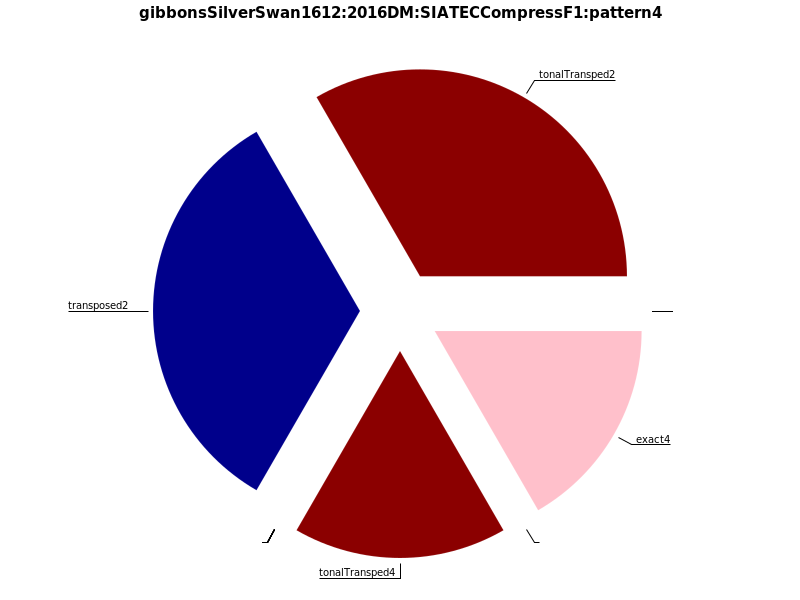 gibbonsSilverSwan1612:2016DM:SIATECCompressF1:pattern4
tonalTransped2
transposed2
exact4
tonalTransped4